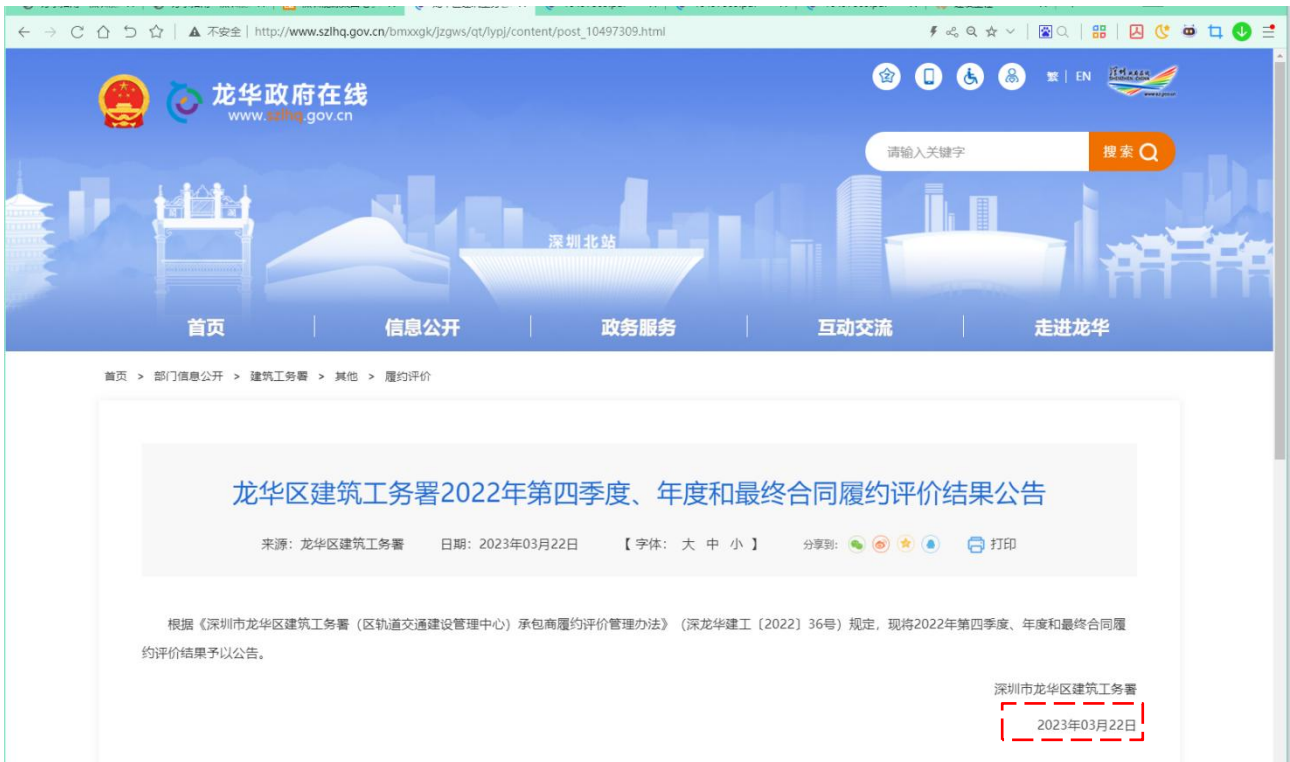 不安全 | http://www.szlhq.gov.cn/bmxxgk/jzgws/qt/lypj/content/post_10497309.html
龙华政府在线
www.szlhq.gov.cn
繁 | EN
请输入关键字
搜索
深圳北站
首页
信息公开
政务服务
互动交流
走进龙华
首页 > 部门信息公开 > 建筑工务署 > 其他 > 履约评价
龙华区建筑工务署2022年第四季度、年度和最终合同履约评价结果公告
来源：龙华区建筑工务署 日期：2023年03月22日 【字体： 大 中 小 】 分享到： 打印
根据《深圳市龙华区建筑工务署（区轨道交通建设管理中心）承包商履约评价管理办法》（深龙华建工〔2022〕36号）规定，现将2022年第四季度、年度和最终合同履
约评价结果予以公告。
深圳市龙华区建筑工务署
2023年03月22日